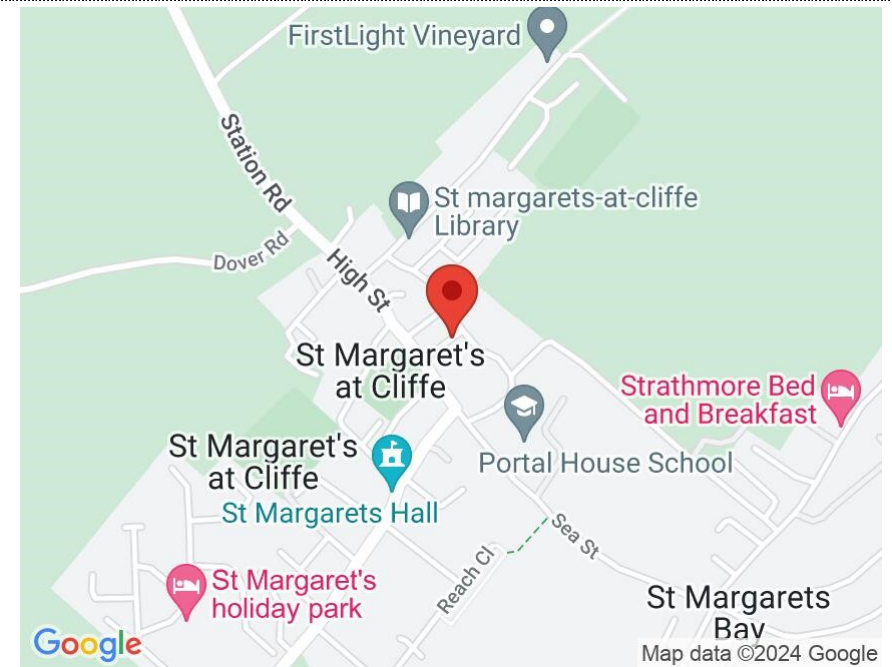 FirstLight Vineyard
Station Rd
St margarets-at-cliffe
Library
Dover Rd
High St
St Margaret's
at Cliffe
Strathmore Bed
and Breakfast
St Margaret's
at Cliffe
Portal House School
St Margarets Hall
Sea St
Reach Cl
St Margaret's
holiday park
St Margarets
Bay
Google
Map data ©2024 Google